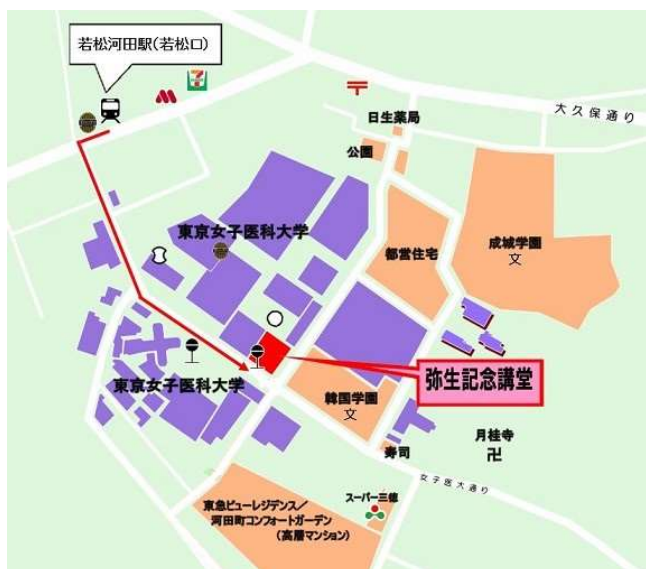 若松河田駅(若松口)
大久保通り
日生薬局
公園
東京女子医科大学
都営住宅
成城学園
文
東京女子医科大学
弥生記念講堂
韓国学園
文
月桂寺
寿司
女子医大通り
スーパー三徳
東急ビューレジデンス/
河田町コンフォートガーデン
(高層マンション)